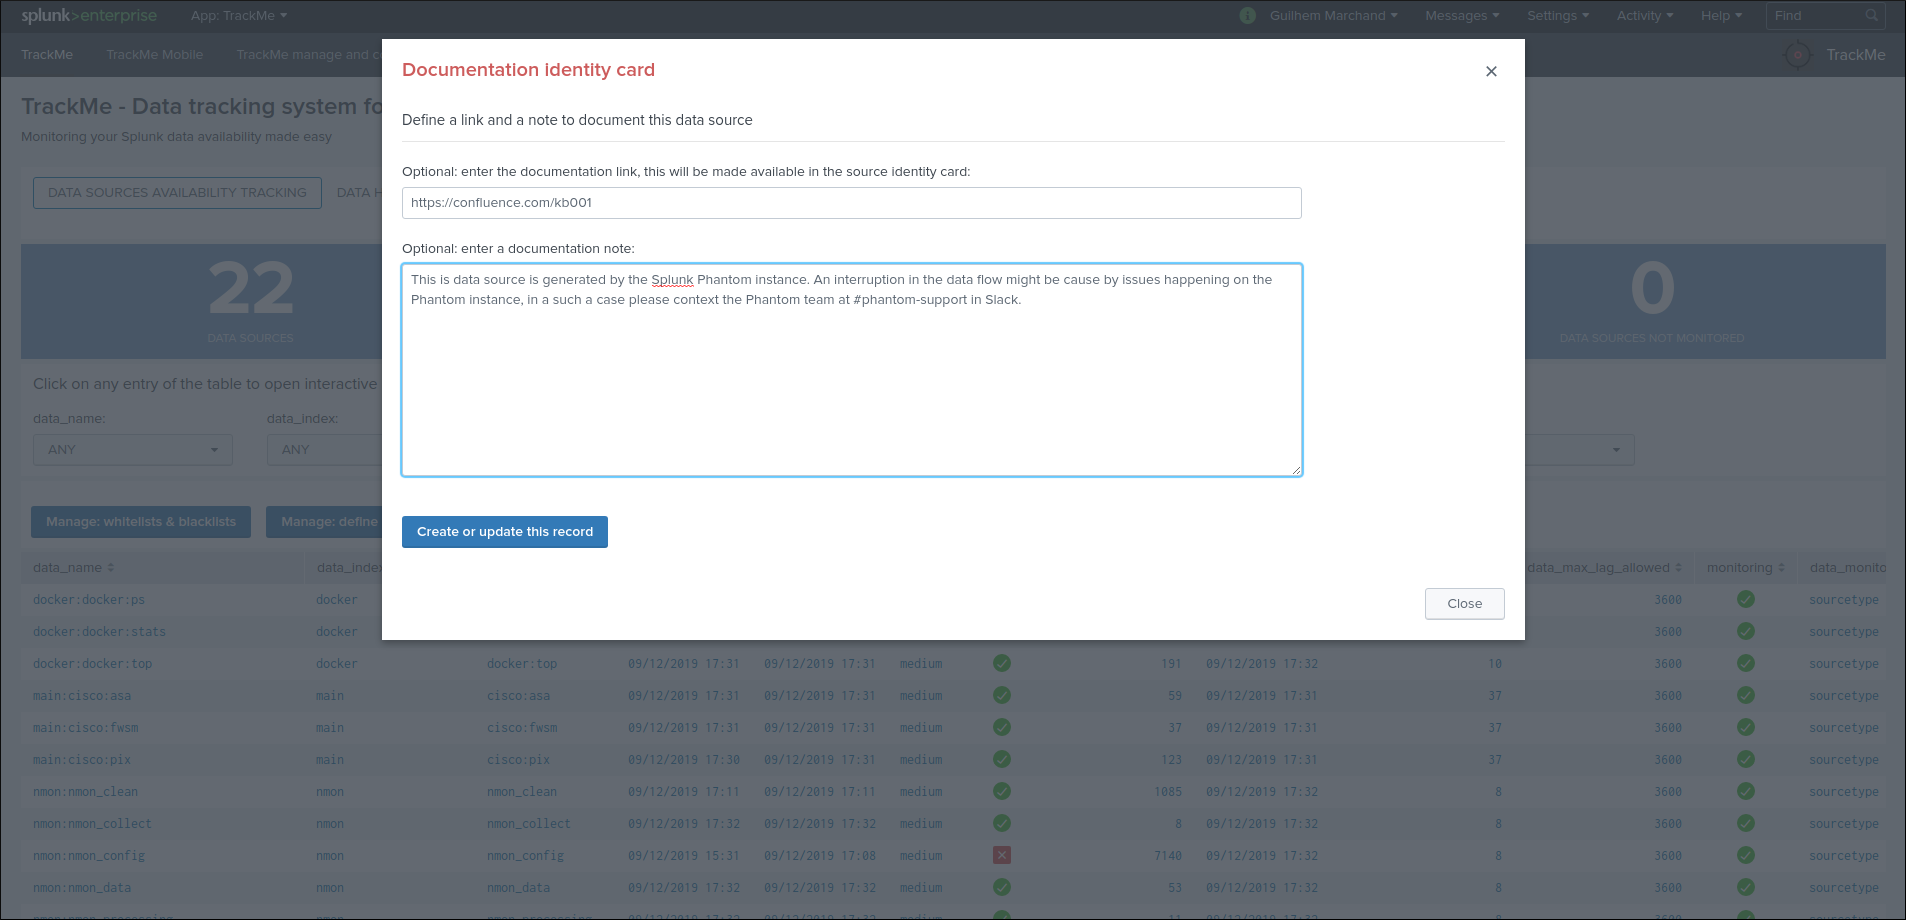 splunk>enterprise App: TrackMe i Guilhem Marchand Messages Settings Activity Help Find
TrackMe TrackMe Mobile TrackMe manage and c TrackMe
TrackMe - Data tracking system fo
Monitoring your Splunk data availability made easy
DATA SOURCES AVAILABILITY TRACKING DATA H
22
DATA SOURCES
0
DATA SOURCES NOT MONITORED
Click on any entry of the table to open interactive
data_name: data_index:
ANY ANY
Manage: whitelists & blacklists Manage: define
Documentation identity card
Define a link and a note to document this data source
Optional: enter the documentation link, this will be made available in the source identity card:
https://confluence.com/kb001
Optional: enter a documentation note:
This is data source is generated by the Splunk Phantom instance. An interruption in the data flow might be cause by issues happening on the
Phantom instance, in a such a case please context the Phantom team at #phantom-support in Slack.
Create or update this record
Close
data_name data_index data_max_lag_allowed monitoring data_monito
docker:docker:ps docker 3600 sourcetype
docker:docker:stats docker 3600 sourcetype
docker:docker:top docker docker:top 09/12/2019 17:31 09/12/2019 17:31 medium 191 09/12/2019 17:32 10 3600 sourcetype
main:cisco:asa main cisco:asa 09/12/2019 17:31 09/12/2019 17:31 medium 59 09/12/2019 17:31 37 3600 sourcetype
main:cisco:fwsm main cisco:fwsm 09/12/2019 17:31 09/12/2019 17:31 medium 37 09/12/2019 17:31 37 3600 sourcetype
main:cisco:pix main cisco:pix 09/12/2019 17:30 09/12/2019 17:31 medium 123 09/12/2019 17:31 37 3600 sourcetype
nmon:nmon_clean nmon nmon_clean 09/12/2019 17:11 09/12/2019 17:11 medium 1085 09/12/2019 17:32 8 3600 sourcetype
nmon:nmon_collect nmon nmon_collect 09/12/2019 17:32 09/12/2019 17:32 medium 8 09/12/2019 17:32 8 3600 sourcetype
nmon:nmon_config nmon nmon_config 09/12/2019 15:31 09/12/2019 17:08 medium 7140 09/12/2019 17:32 8 3600 sourcetype
nmon:nmon_data nmon nmon_data 09/12/2019 17:32 09/12/2019 17:32 medium 53 09/12/2019 17:32 8 3600 sourcetype